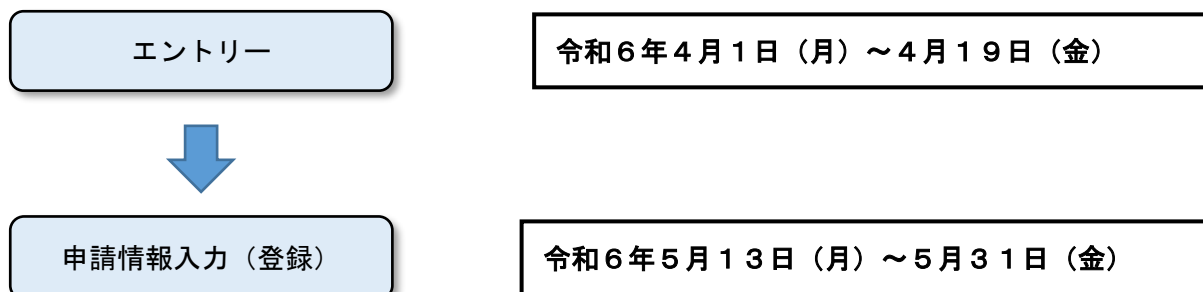 エントリー
令和６年４月１日（月）～４月１９日（金）
申請情報入力（登録）
令和６年５月１３日（月）～５月３１日（金）